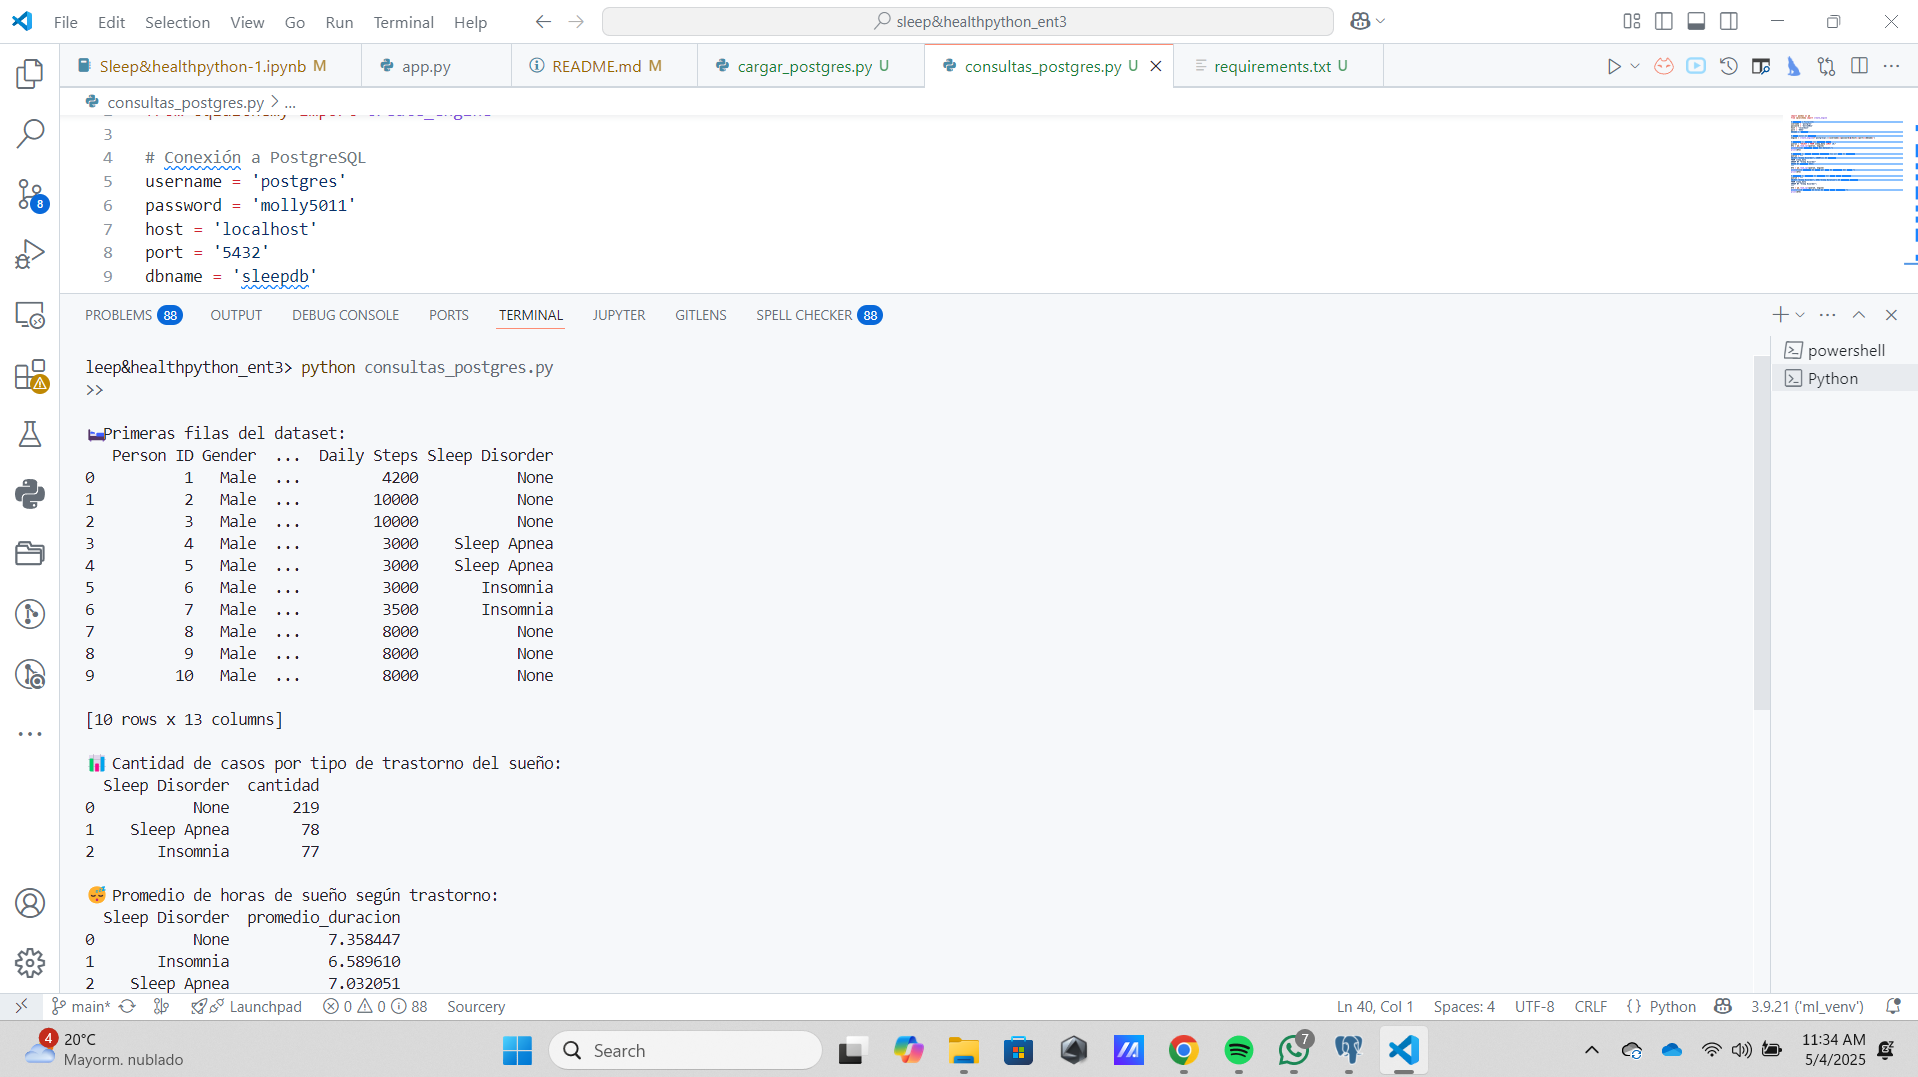 File Edit Selection View Go Run Terminal Help
sleep&healthpython_ent3
Sleep&healthpython-1.ipynb M
app.py
README.md M
cargar_postgres.py U
consultas_postgres.py U
requirements.txt U
consultas_postgres.py > ...
3
4 # Conexión a PostgreSQL
5 username = 'postgres'
6 password = 'molly5011'
7 host = 'localhost'
8 port = '5432'
9 dbname = 'sleepdb'
8
PROBLEMS 88 OUTPUT DEBUG CONSOLE PORTS TERMINAL JUPYTER GITLENS SPELL CHECKER 88
powershell
Python
leep&healthpython_ent3> python consultas_postgres.py
>>
Primeras filas del dataset:
Person ID Gender ... Daily Steps Sleep Disorder
0 1 Male ... 4200 None
1 2 Male ... 10000 None
2 3 Male ... 10000 None
3 4 Male ... 3000 Sleep Apnea
4 5 Male ... 3000 Sleep Apnea
5 6 Male ... 3000 Insomnia
6 7 Male ... 3500 Insomnia
7 8 Male ... 8000 None
8 9 Male ... 8000 None
9 10 Male ... 8000 None
[10 rows x 13 columns]
Cantidad de casos por tipo de trastorno del sueño:
Sleep Disorder cantidad
0 None 219
1 Sleep Apnea 78
2 Insomnia 77
Promedio de horas de sueño según trastorno:
Sleep Disorder promedio_duracion
0 None 7.358447
1 Insomnia 6.589610
2 Sleep Apnea 7.032051
main* Launchpad 0 0 88 Sourcery
Ln 40, Col 1 Spaces: 4 UTF-8 CRLF {} Python 3.9.21 ('ml_venv')
4
20°C
Mayorm. nublado
Search
7
11:34 AM
5/4/2025